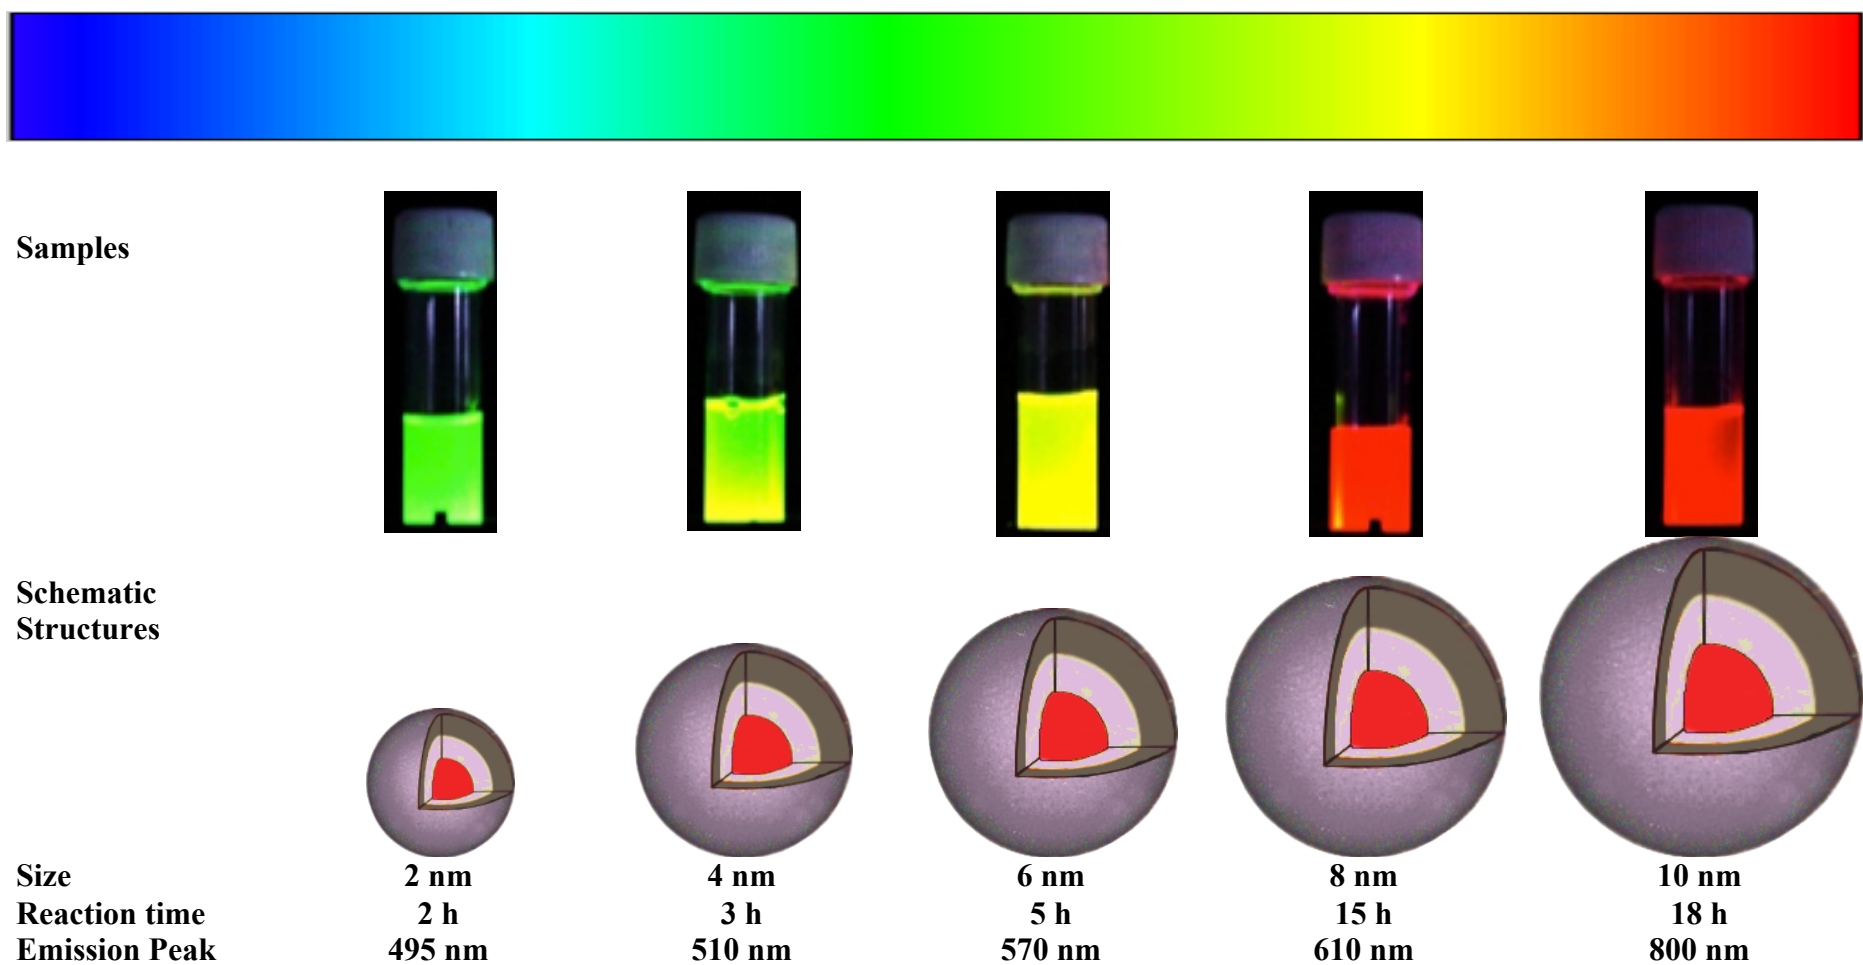 Samples
Schematic
Structures
Size 2 nm 4 nm 6 nm 8 nm 10 nm
Reaction time 2 h 3 h 5 h 15 h 18 h
Emission Peak 495 nm 510 nm 570 nm 610 nm 800 nm